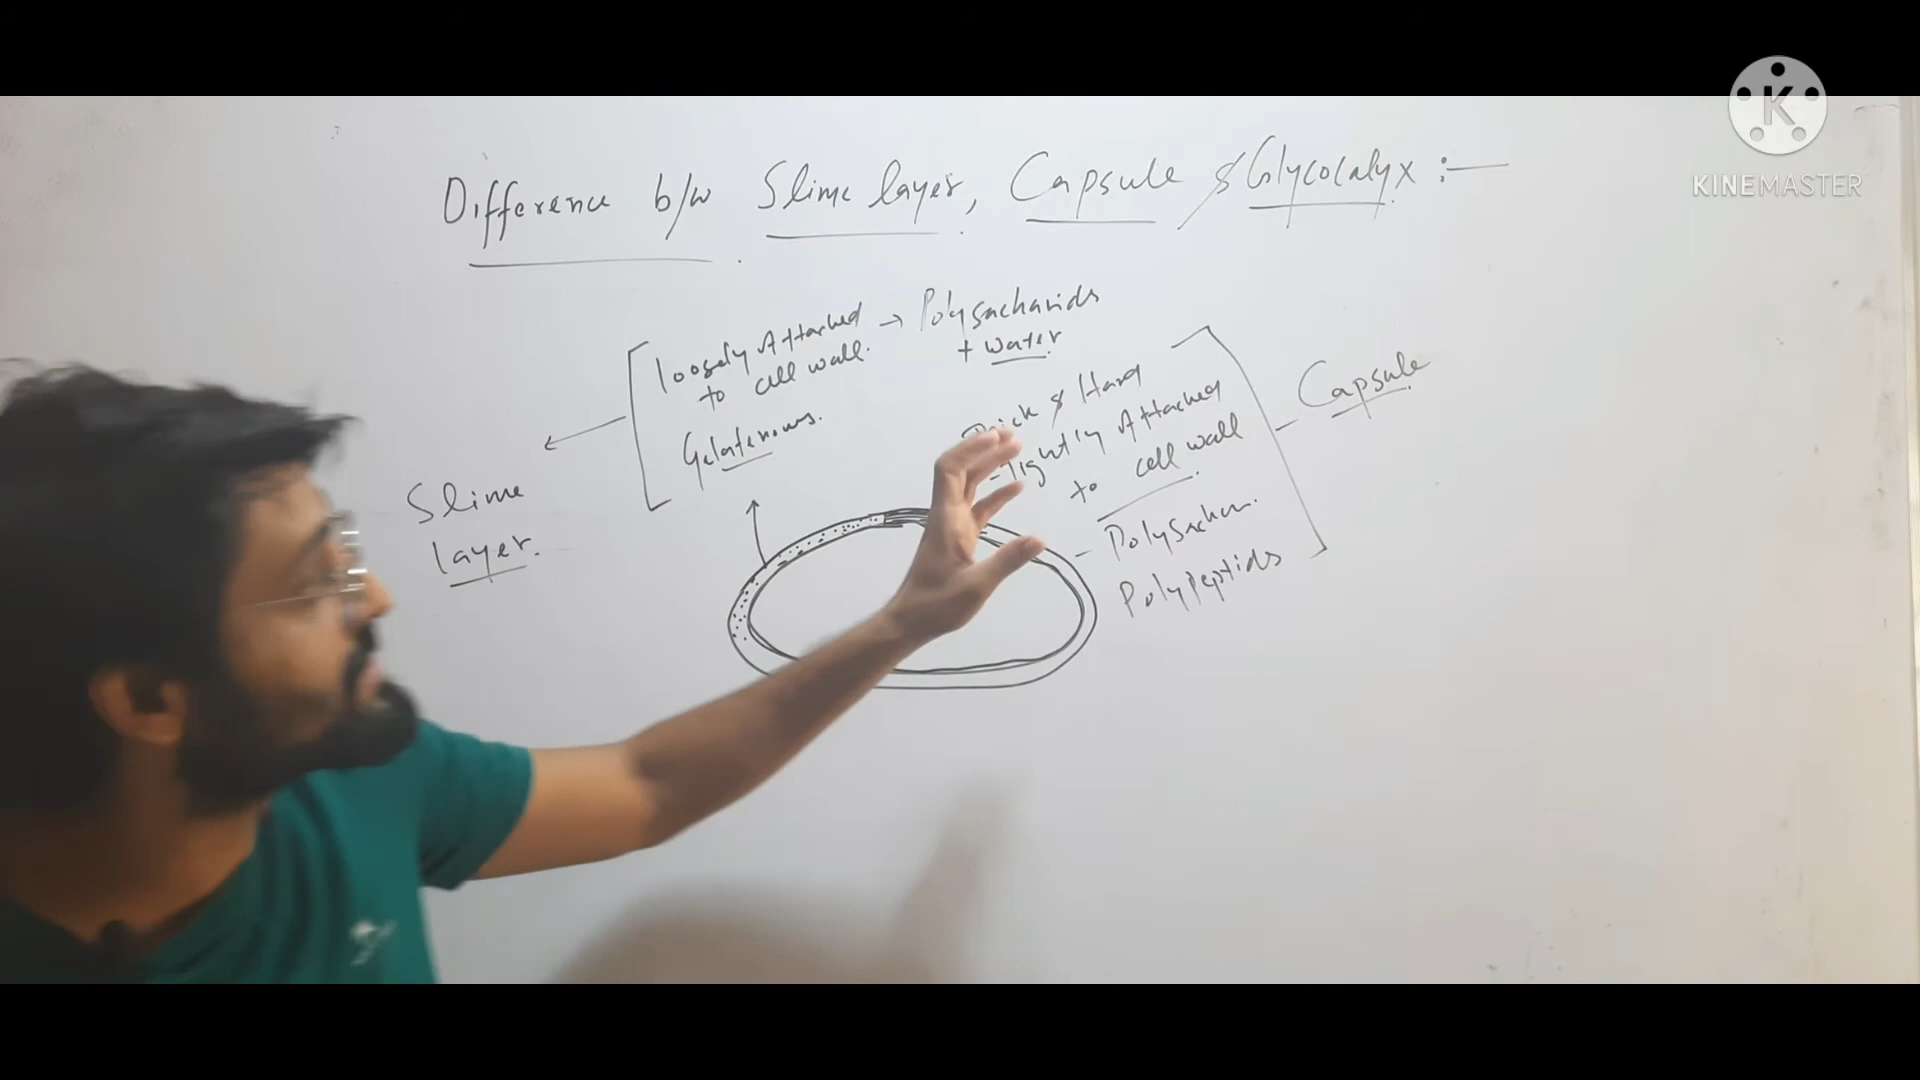 KINEMASTER
Difference b/w Slime layer, Capsule & Glycocalyx :-
loosely Attached → Polysacharids
to cell wall. + water
Gelatenous.
Slime
layer.
& Hard
- tightly Attached
to cell wall
- Polysachar.
Polypeptids
Capsule